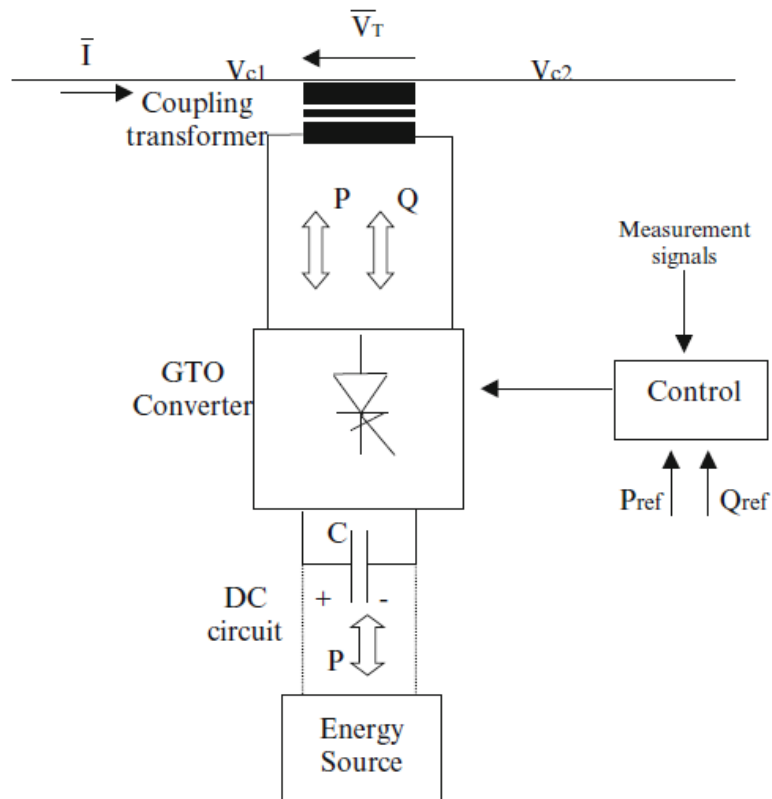 V̅T
I̅
Vc1
Vc2
Coupling
transformer
P
Q
Measurement
signals
GTO
Converter
Control
Pref
Qref
C
DC
circuit
+
-
P
Energy
Source